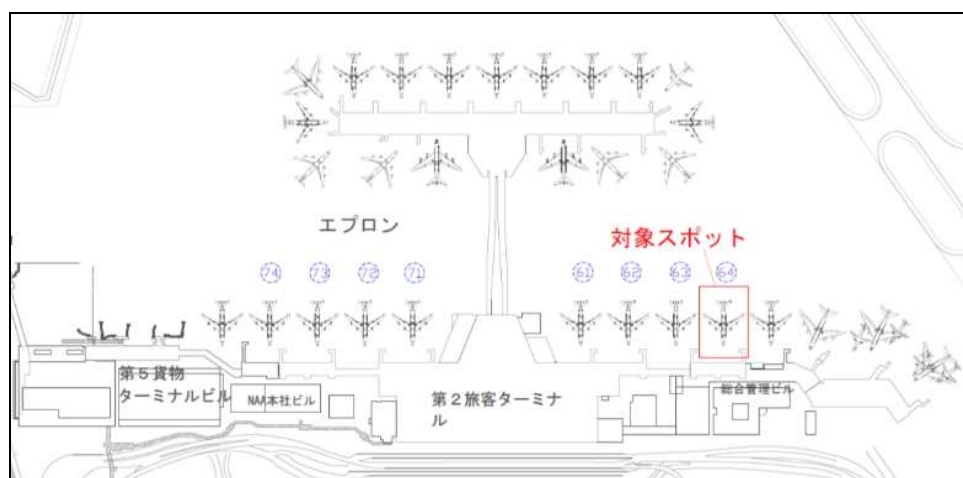 エプロン
対象スポット
74
73
72
71
61
62
63
64
第5貨物
ターミナルビル
NAA本社ビル
第2旅客ターミナ
ル
総合管理ビル